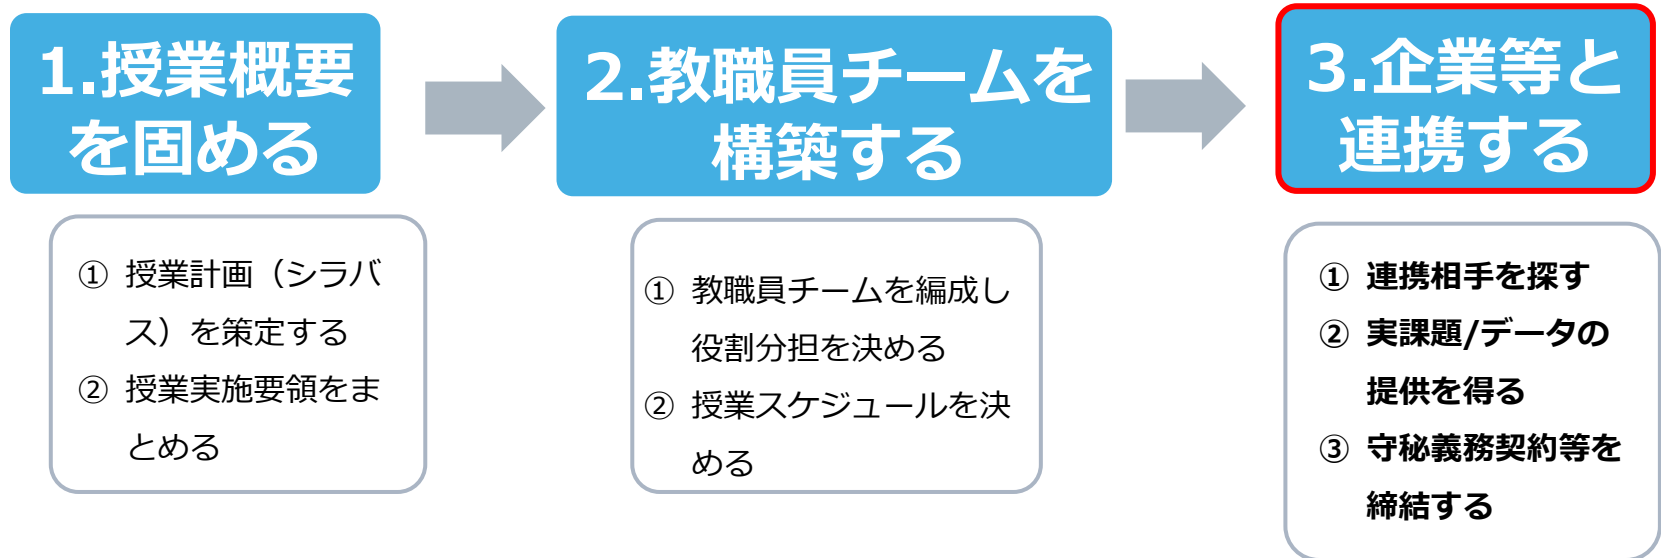 1.授業概要
を固める
2.教職員チームを
構築する
3.企業等と
連携する
① 授業計画（シラバ
ス）を策定する
② 授業実施要領をま
とめる
① 教職員チームを編成し
役割分担を決める
② 授業スケジュールを決
める
① 連携相手を探す
② 実課題/データの
提供を得る
③ 守秘義務契約等を
締結する